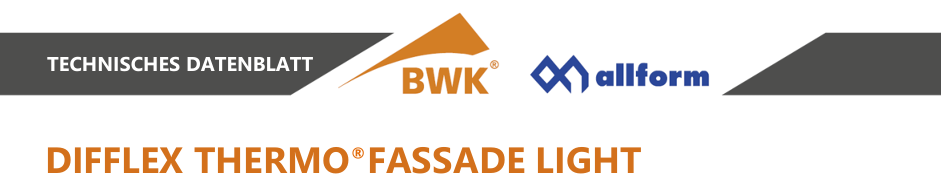 TECHNISCHES DATENBLATT
BWK®
allform
DIFFLEX THERMO® FASSADE LIGHT